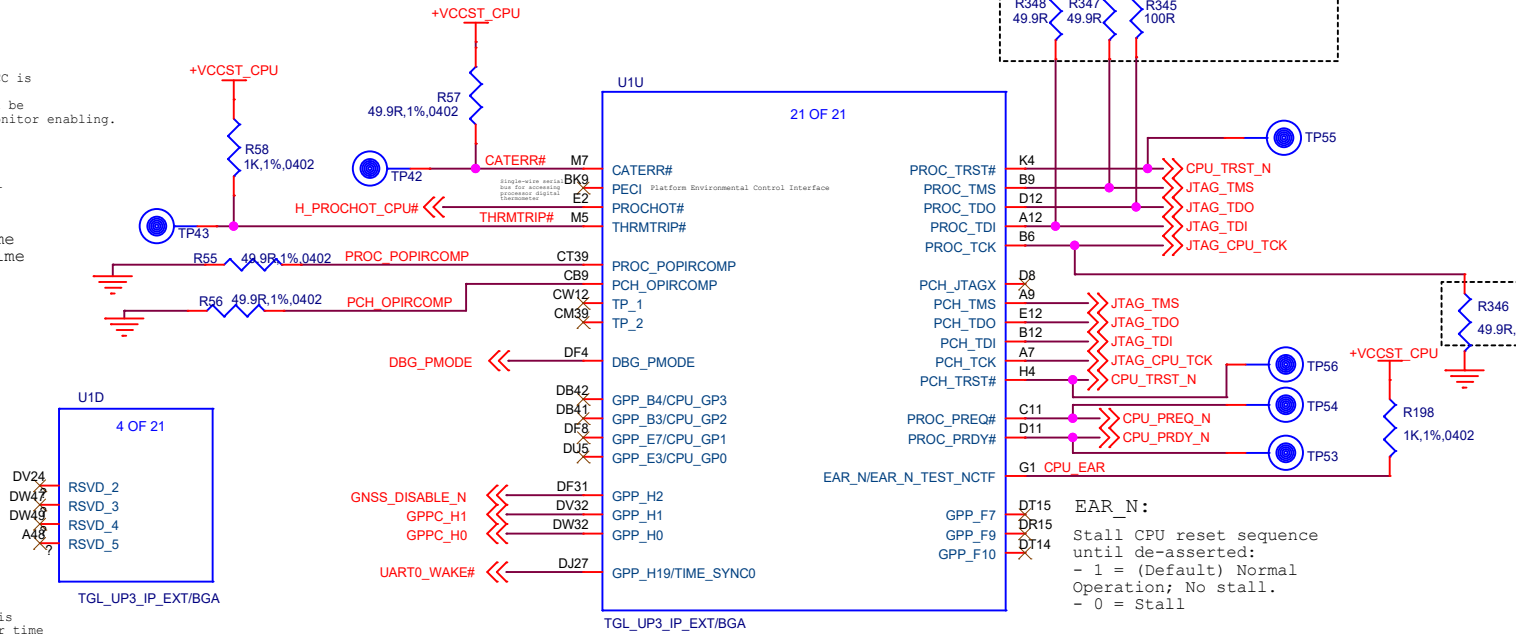 R348
49.9R
R347
49.9R
R345
100R
+VCCST_CPU
+VCCST_CPU
C is
be
nitor enabling.
me
ime
R57
49.9R,1%,0402
R58
1K,1%,0402
TP42
TP43
CATERR#
M7
BK9
Single-wire serial
bus for accessing
processor digital
thermometer
H_PROCHOT_CPU#
E2
THRMTRIP#
M5
R55
49.9R,1%,0402
PROC_POPIRCOMP
CT39
CB9
R56
49.9R,1%,0402
PCH_OPIRCOMP
CW12
CM39
DBG_PMODE
DF4
DB42
DB41
DF8
DU5
GNSS_DISABLE_N
DF31
GPPC_H1
DV32
GPPC_H0
DW32
UART0_WAKE#
DJ27
U1U
21 OF 21
CATERR#
PECI
Platform Environmental Control Interface
PROCHOT#
THRMTRIP#
PROC_POPIRCOMP
PCH_OPIRCOMP
TP_1
TP_2
DBG_PMODE
GPP_B4/CPU_GP3
GPP_B3/CPU_GP2
GPP_E7/CPU_GP1
GPP_E3/CPU_GP0
GPP_H2
GPP_H1
GPP_H0
GPP_H19/TIME_SYNC0
PROC_TRST#
PROC_TMS
PROC_TDO
PROC_TDI
PROC_TCK
PCH_JTAGX
PCH_TMS
PCH_TDO
PCH_TDI
PCH_TCK
PCH_TRST#
PROC_PREQ#
PROC_PRDY#
EAR_N/EAR_N_TEST_NCTF
GPP_F7
GPP_F9
GPP_F10
TGL_UP3_IP_EXT/BGA
K4
B9
D12
A12
B6
D8
A9
E12
B12
A7
H4
C11
D11
G1
CPU_EAR
DT15
DR15
DT14
TP55
CPU_TRST_N
JTAG_TMS
JTAG_TDO
JTAG_TDI
JTAG_CPU_TCK
JTAG_TMS
JTAG_TDO
JTAG_TDI
JTAG_CPU_TCK
CPU_TRST_N
CPU_PREQ_N
CPU_PRDY_N
TP56
TP54
TP53
R346
49.9R,
+VCCST_CPU
R198
1K,1%,0402
EAR_N:
Stall CPU reset sequence
until de-asserted:
- 1 = (Default) Normal
Operation; No stall.
- 0 = Stall
U1D
4 OF 21
DV24
DW47
DW49
A48
?
RSVD_2
RSVD_3
RSVD_4
RSVD_5
TGL_UP3_IP_EXT/BGA
is
r time